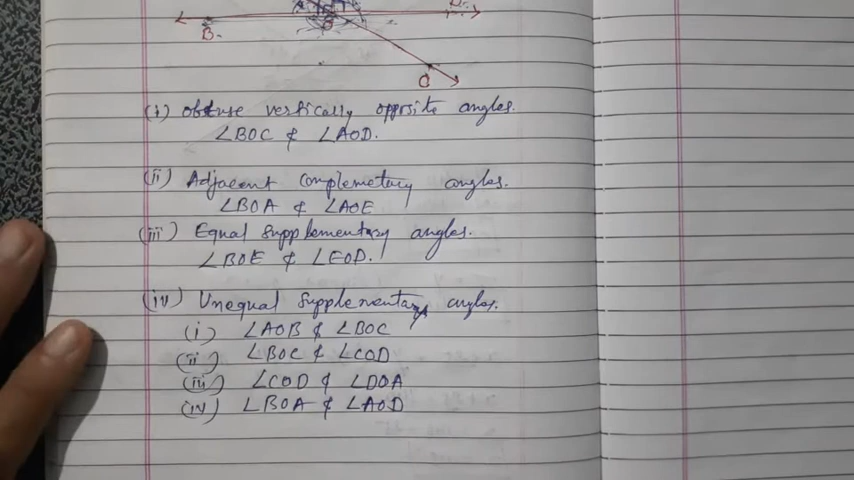 B.
O
D.
C
(i) Obtuse vertically opposite angles.
∠BOC & ∠AOD.
(ii) Adjacent complemetary angles.
∠BOA & ∠AOE
(iii) Equal Supplementary angles.
∠BOE & ∠EOD.
(iv) Unequal Supplementary angles.
(i) ∠AOB & ∠BOC
(ii) ∠BOC & ∠COD
(iii) ∠COD & ∠DOA
(iv) ∠BOA & ∠AOD